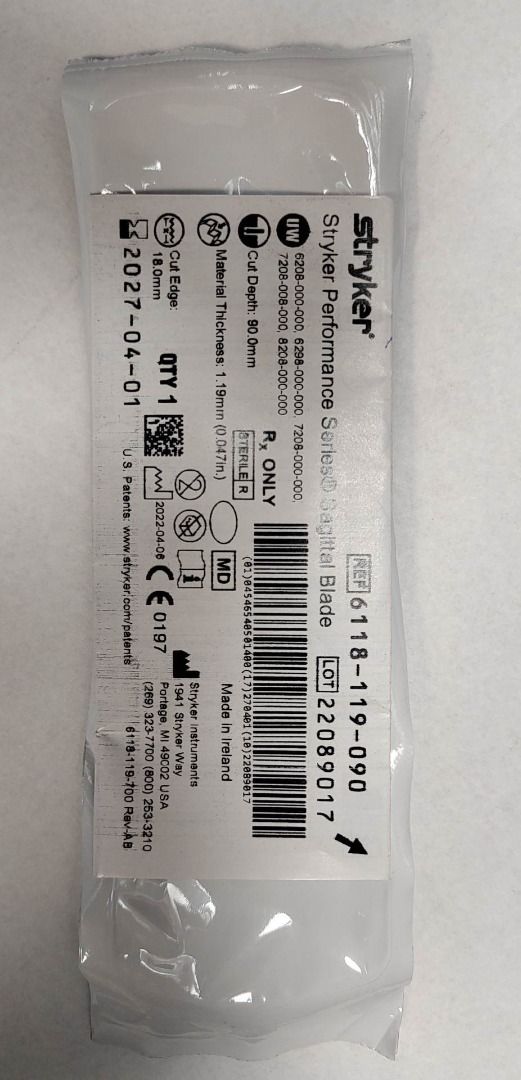 stryker®
Stryker Performance Series® Sagittal Blade
REF 6118-119-090
LOT 22089017
UW 6208-000-000, 6298-000-000, 7208-000-000,
7208-008-000, 8208-000-000
Cut Depth: 90.0mm
Material Thickness: 1.19mm (0.047in.)
Cut Edge:
18.0mm
2027-04-01
QTY 1
Rx ONLY
STERILE R
MD
(01)04546540501400(17)270401(10)22089017
2022-04-06
CE 0197
Made in Ireland
Stryker Instruments
1941 Stryker Way
Portage, MI 49002 USA
(269) 323-7700 (800) 253-3210
U.S. Patents: www.stryker.com/patents
6118-119-700 Rev-AB